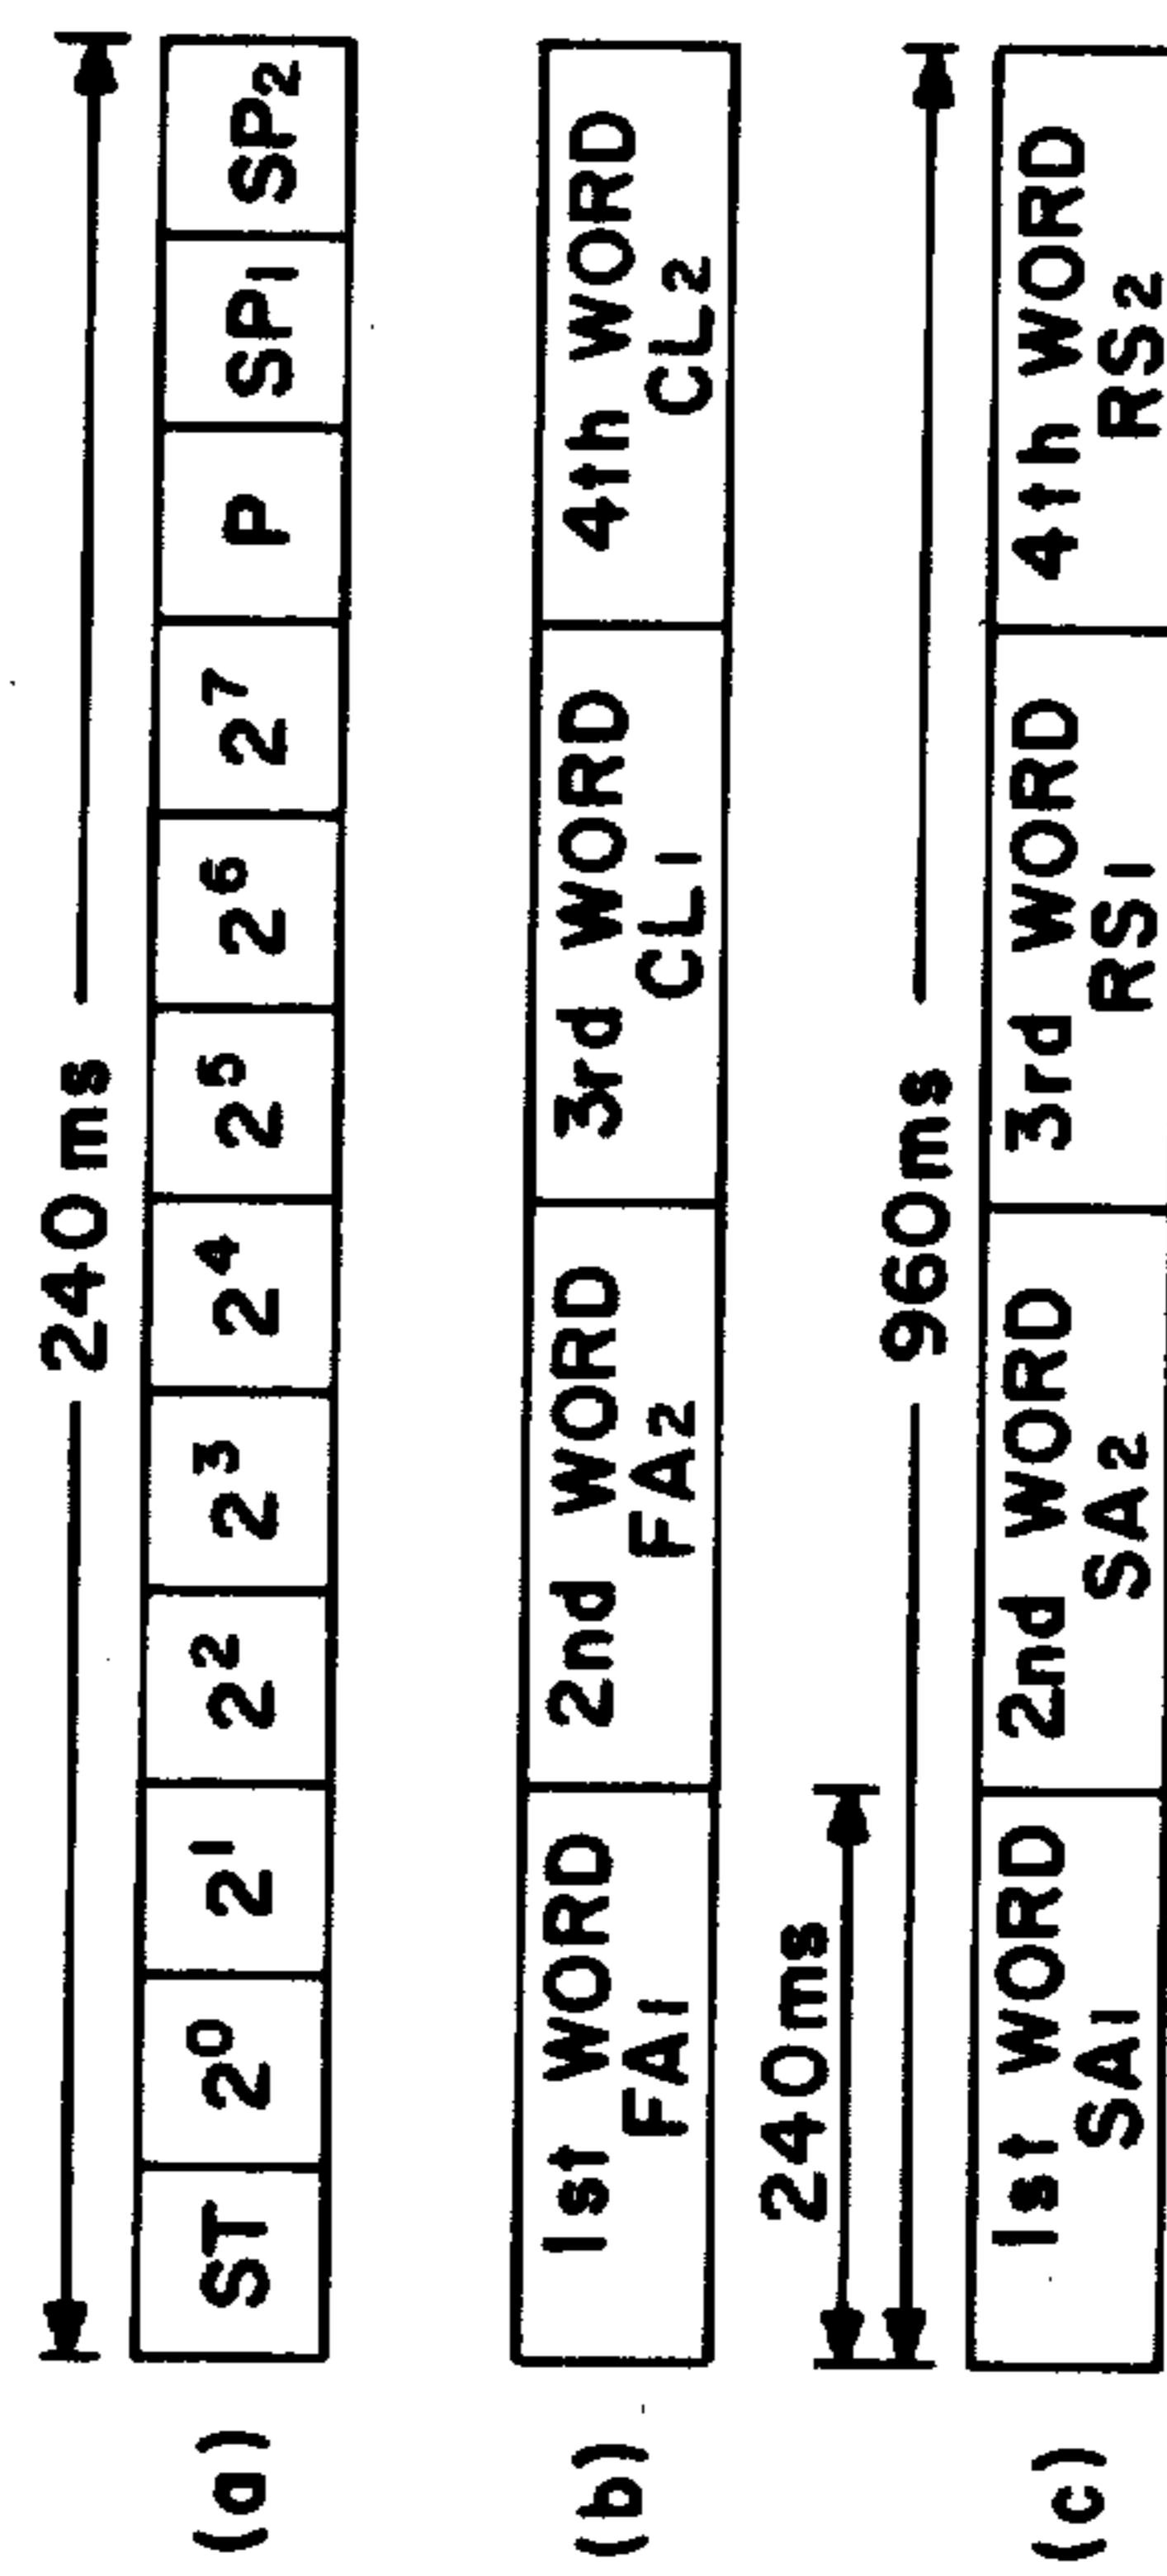 240ms
(a) ST 2⁰ 2¹ 2² 2³ 2⁴ 2⁵ 2⁶ 2⁷ P SP1 SP2
(b) 1st WORD 2nd WORD 3rd WORD 4th WORD
FA1 FA2 CL1 CL2
240ms
960ms
(c) 1st WORD 2nd WORD 3rd WORD 4th WORD
SA1 SA2 RS1 RS2